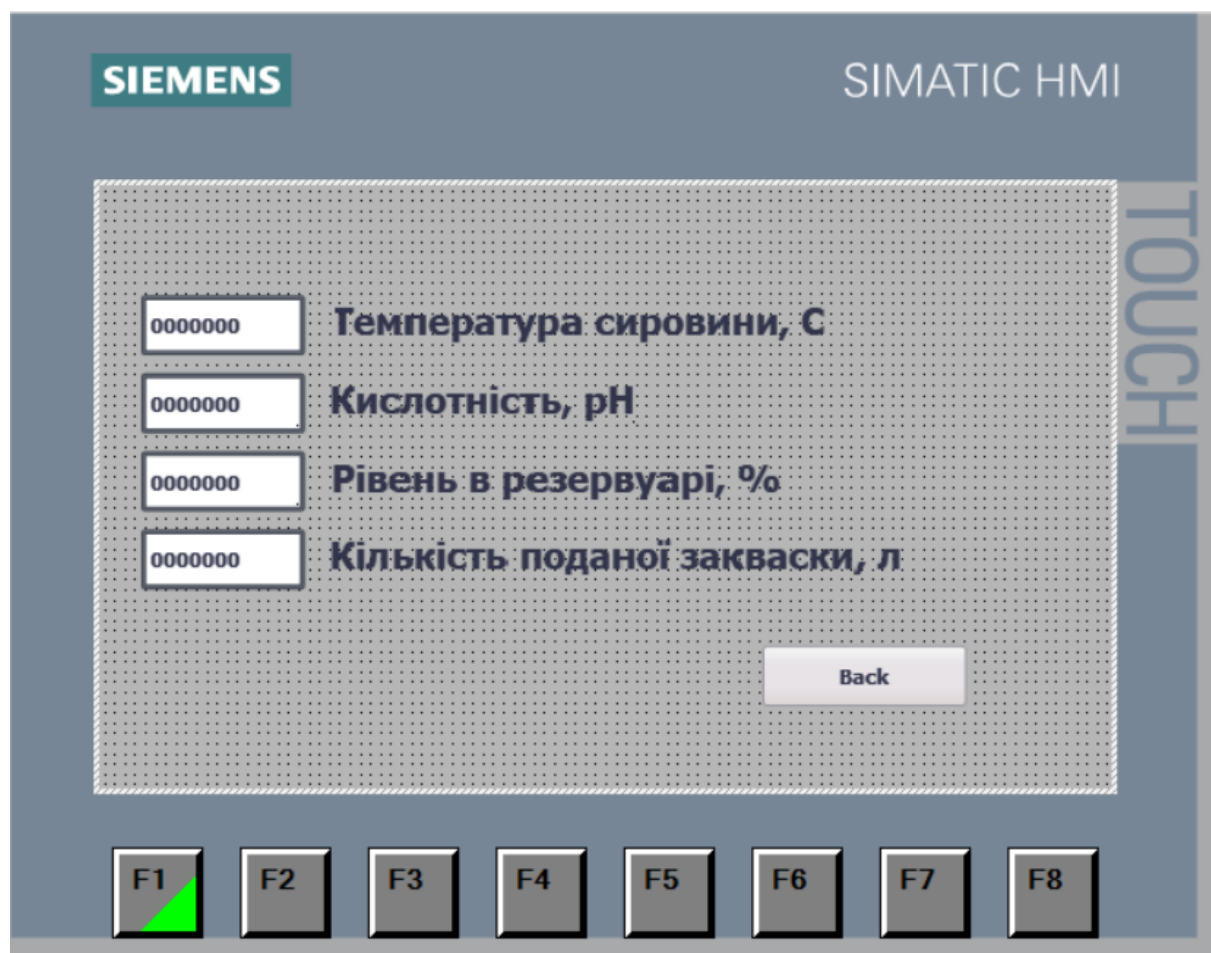 SIEMENS
SIMATIC HMI
TOUCH
0000000 Температура сировини, С
0000000 Кислотність, pH
0000000 Рівень в резервуарі, %
0000000 Кількість поданої закваски, л
Back
F1 F2 F3 F4 F5 F6 F7 F8